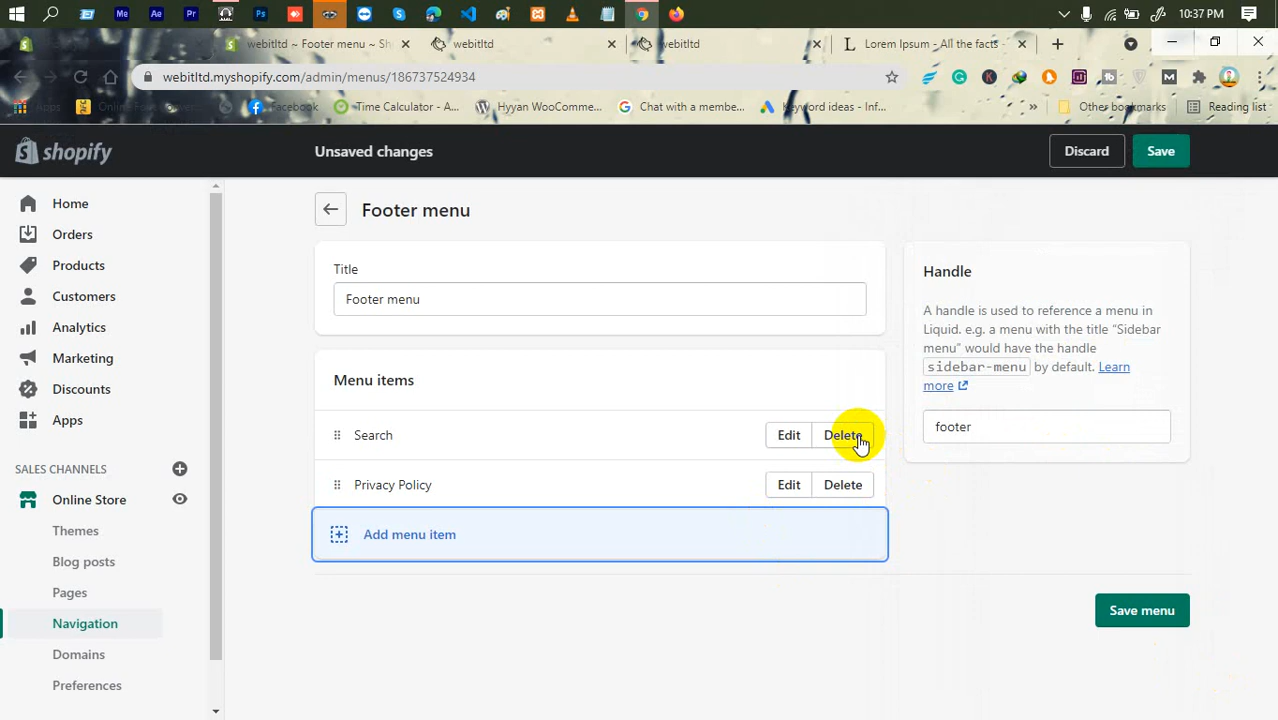 10:37 PM
webitltd ~ Footer menu ~ Sh
webitltd
webitltd
Lorem Ipsum - All the facts
webitltd.myshopify.com/admin/menus/186737524934
Apps
Facebook
Time Calculator - A...
Hyyan WooComme...
Chat with a membe...
Keyword ideas - Inf...
»
Other bookmarks
Reading list
shopify
Unsaved changes
Discard
Save
Home
Orders
Products
Customers
Analytics
Marketing
Discounts
Apps
SALES CHANNELS
Online Store
Themes
Blog posts
Pages
Navigation
Domains
Preferences
Footer menu
Title
Footer menu
Menu items
Search
Edit
Delete
Privacy Policy
Edit
Delete
Add menu item
Handle
A handle is used to reference a menu in
Liquid. e.g. a menu with the title “Sidebar
menu” would have the handle
sidebar-menu by default. Learn
more
footer
Save menu